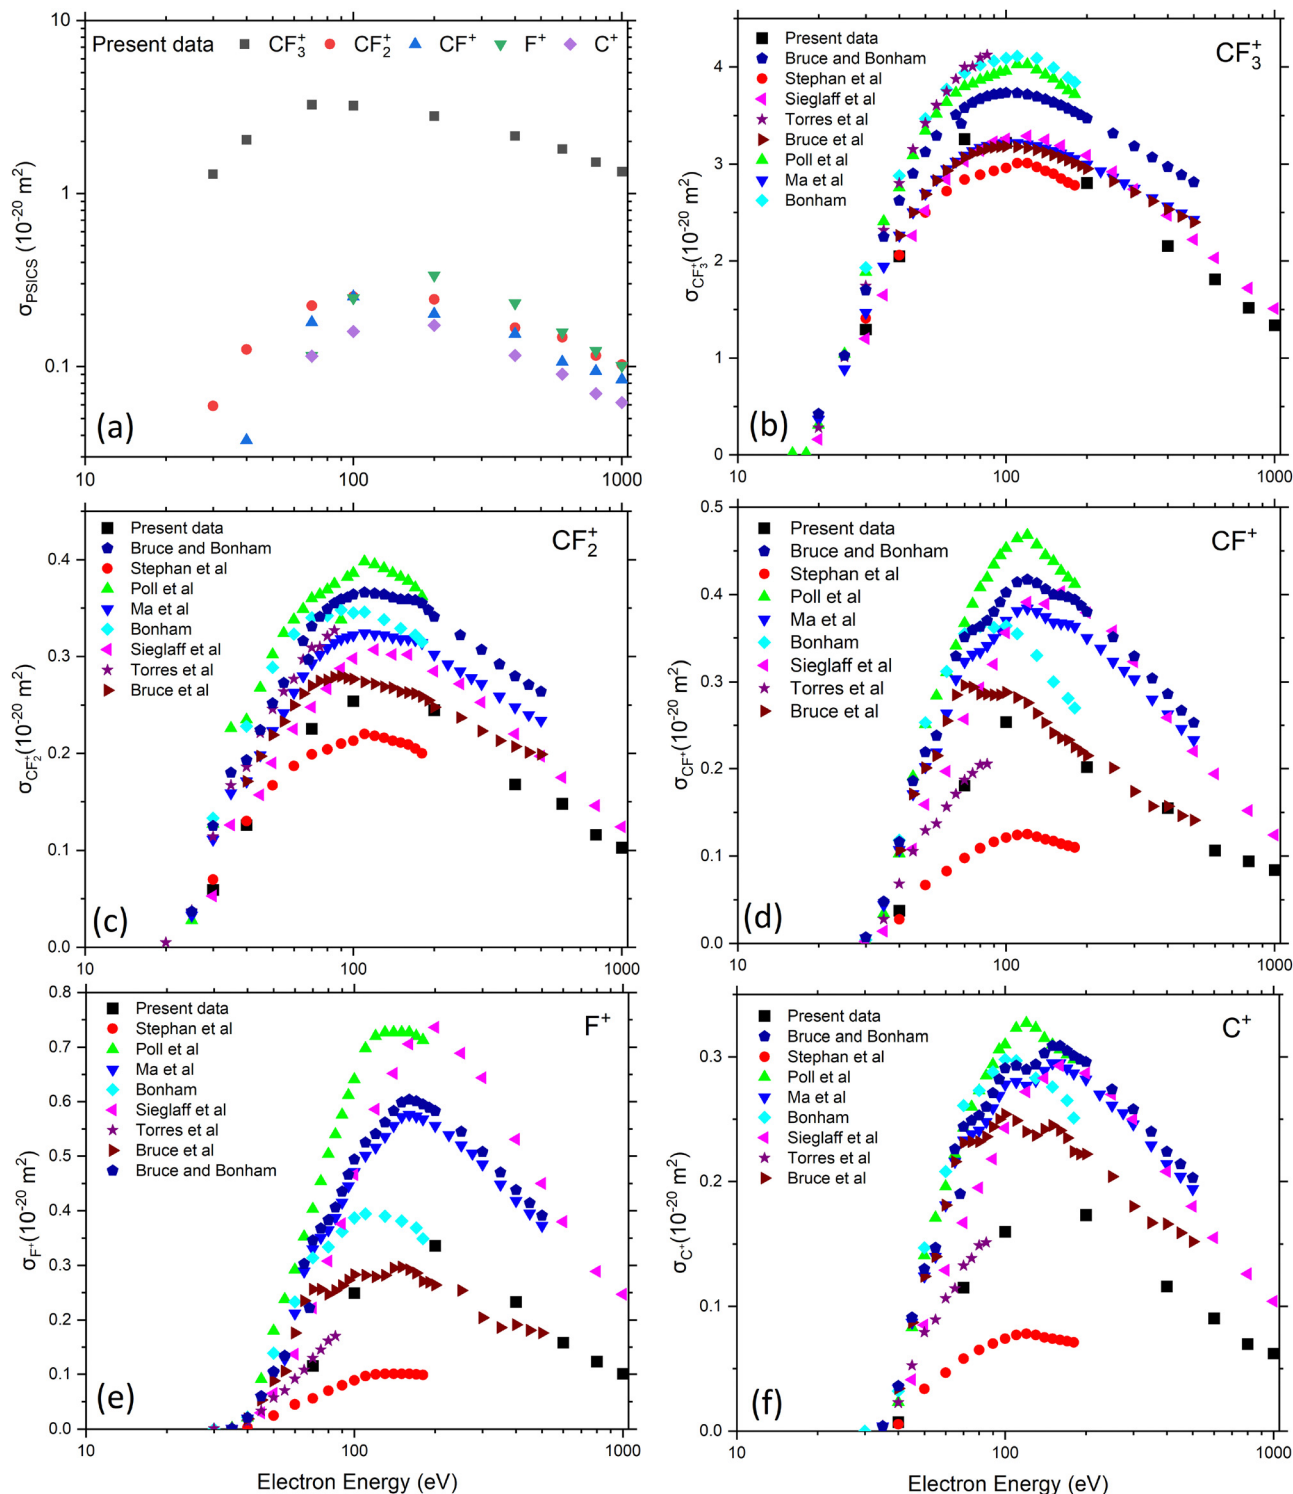 10
Present data CF₃⁺ CF₂⁺ CF⁺ F⁺ C⁺
1
0.1
σPSICS (10⁻²⁰ m²)
(a)
10 100 1000
CF₃⁺
Present data
Bruce and Bonham
Stephan et al
Sieglaff et al
Torres et al
Bruce et al
Poll et al
Ma et al
Bonham
4
3
2
1
0
σCF₃⁺(10⁻²⁰ m²)
(b)
10 100 1000
CF₂⁺
Present data
Bruce and Bonham
Stephan et al
Poll et al
Ma et al
Bonham
Sieglaff et al
Torres et al
Bruce et al
0.4
0.3
0.2
0.1
0.0
σCF₂⁺(10⁻²⁰ m²)
(c)
10 100 1000
CF⁺
Present data
Bruce and Bonham
Stephan et al
Poll et al
Ma et al
Bonham
Sieglaff et al
Torres et al
Bruce et al
0.5
0.4
0.3
0.2
0.1
0.0
σCF⁺(10⁻²⁰ m²)
(d)
10 100 1000
F⁺
Present data
Stephan et al
Poll et al
Ma et al
Bonham
Sieglaff et al
Torres et al
Bruce et al
Bruce and Bonham
0.8
0.7
0.6
0.5
0.4
0.3
0.2
0.1
0.0
σF⁺(10⁻²⁰ m²)
(e)
10 100 1000
Electron Energy (eV)
C⁺
Present data
Bruce and Bonham
Stephan et al
Poll et al
Ma et al
Bonham
Sieglaff et al
Torres et al
Bruce et al
0.3
0.2
0.1
0.0
σC⁺(10⁻²⁰ m²)
(f)
10 100 1000
Electron Energy (eV)